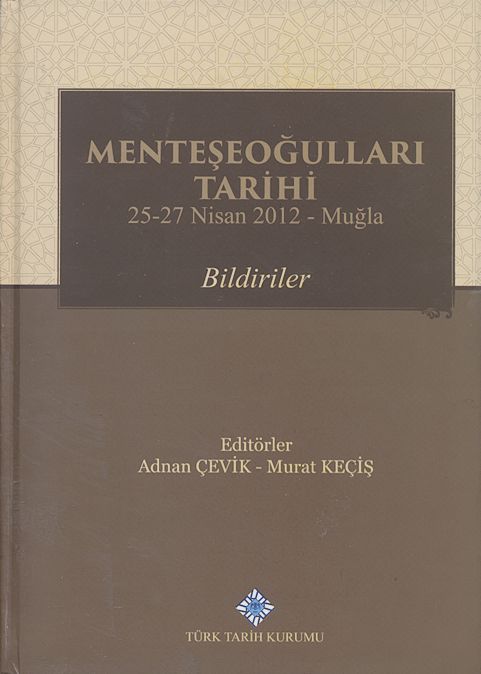 MENTEŞEOĞULLARI
TARİHİ
25-27 Nisan 2012 - Muğla
Bildiriler
Editörler
Adnan ÇEVİK - Murat KEÇİŞ
TÜRK TARİH KURUMU